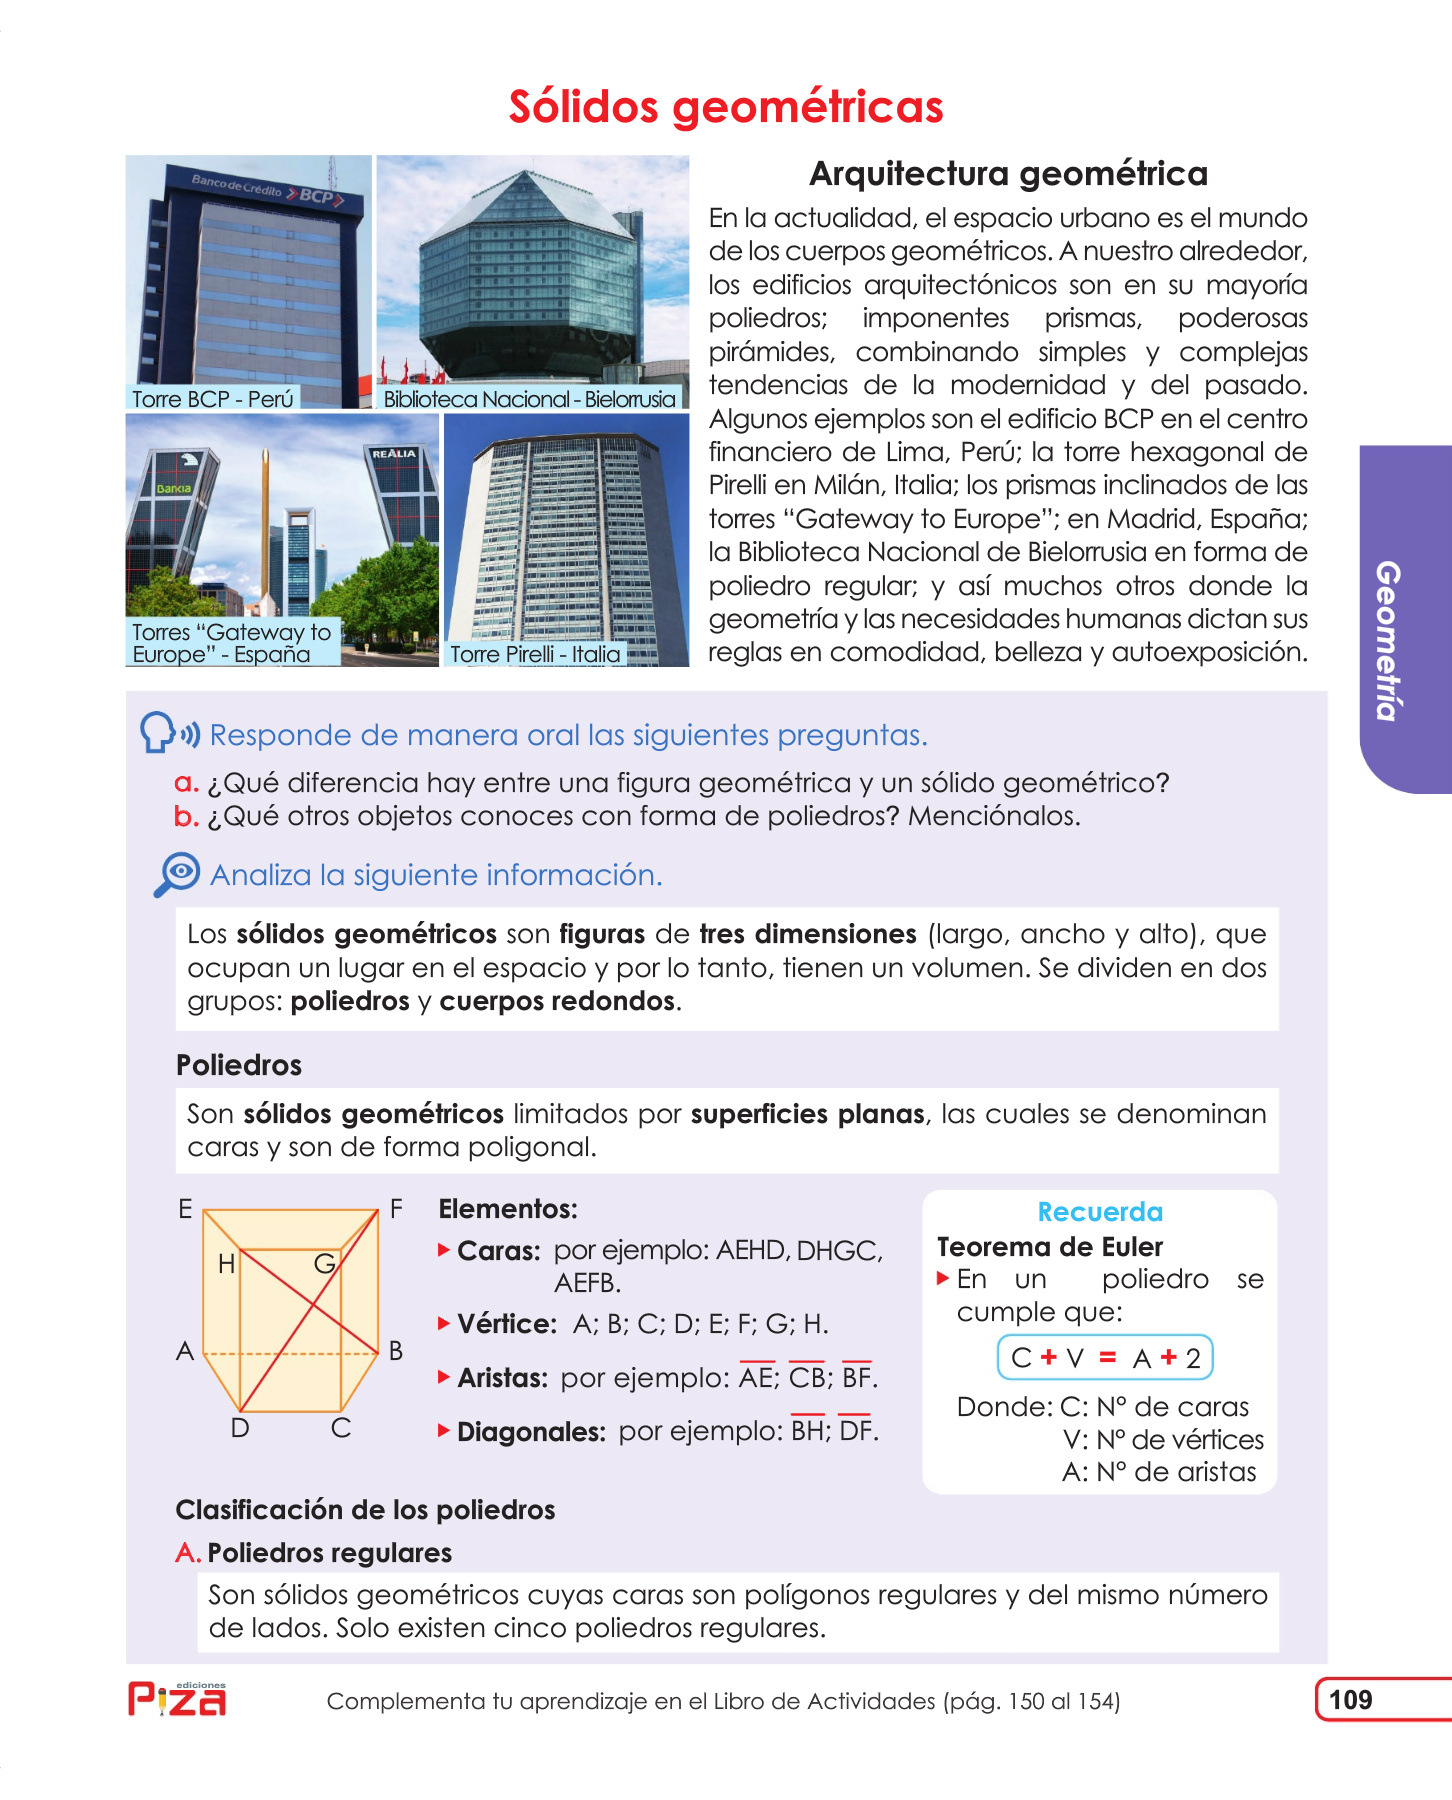 Sólidos geométricas
Banco de Crédito BCP
Torre BCP - Perú
Biblioteca Nacional - Bielorrusia
Bankia
REALIA
Torres “Gateway to
Europe” - España
Torre Pirelli - Italia
Arquitectura geométrica
En la actualidad, el espacio urbano es el mundo
de los cuerpos geométricos. A nuestro alrededor,
los edificios arquitectónicos son en su mayoría
poliedros; imponentes prismas, poderosas
pirámides, combinando simples y complejas
tendencias de la modernidad y del pasado.
Algunos ejemplos son el edificio BCP en el centro
financiero de Lima, Perú; la torre hexagonal de
Pirelli en Milán, Italia; los prismas inclinados de las
torres “Gateway to Europe”; en Madrid, España;
la Biblioteca Nacional de Bielorrusia en forma de
poliedro regular; y así muchos otros donde la
geometría y las necesidades humanas dictan sus
reglas en comodidad, belleza y autoexposición.
Geometría
Responde de manera oral las siguientes preguntas.
a. ¿Qué diferencia hay entre una figura geométrica y un sólido geométrico?
b. ¿Qué otros objetos conoces con forma de poliedros? Menciónalos.
Analiza la siguiente información.
Los sólidos geométricos son figuras de tres dimensiones (largo, ancho y alto), que
ocupan un lugar en el espacio y por lo tanto, tienen un volumen. Se dividen en dos
grupos: poliedros y cuerpos redondos.
Poliedros
Son sólidos geométricos limitados por superficies planas, las cuales se denominan
caras y son de forma poligonal.
E F
H G
A B
D C
Elementos:
Caras: por ejemplo: AEHD, DHGC,
AEFB.
Vértice: A; B; C; D; E; F; G; H.
Aristas: por ejemplo: A̅E̅; C̅B̅; B̅F̅.
Diagonales: por ejemplo: B̅H̅; D̅F̅.
Recuerda
Teorema de Euler
En un poliedro se
cumple que:
C + V = A + 2
Donde: C: N° de caras
V: N° de vértices
A: N° de aristas
Clasificación de los poliedros
A. Poliedros regulares
Son sólidos geométricos cuyas caras son polígonos regulares y del mismo número
de lados. Solo existen cinco poliedros regulares.
ediciones
Piza
Complementa tu aprendizaje en el Libro de Actividades (pág. 150 al 154)
109